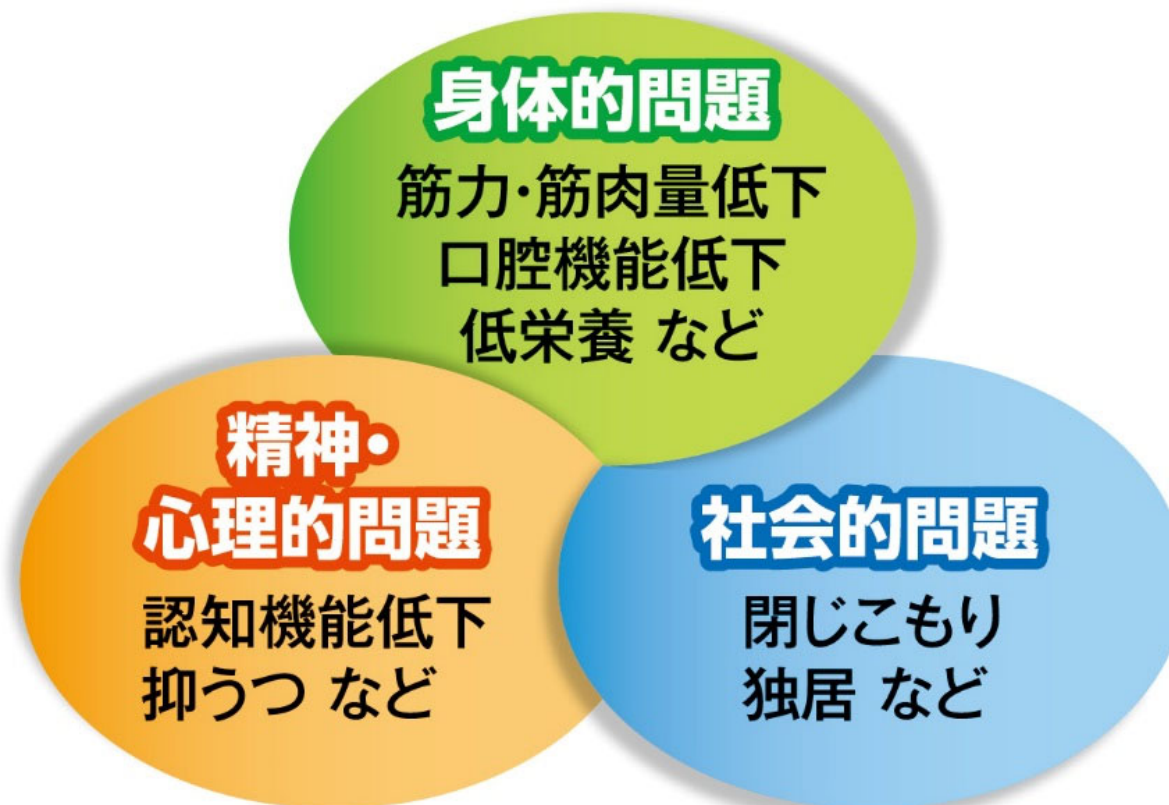 身体的問題
筋力・筋肉量低下
口腔機能低下
低栄養 など
精神・
心理的問題
認知機能低下
抑うつ など
社会的問題
閉じこもり
独居 など